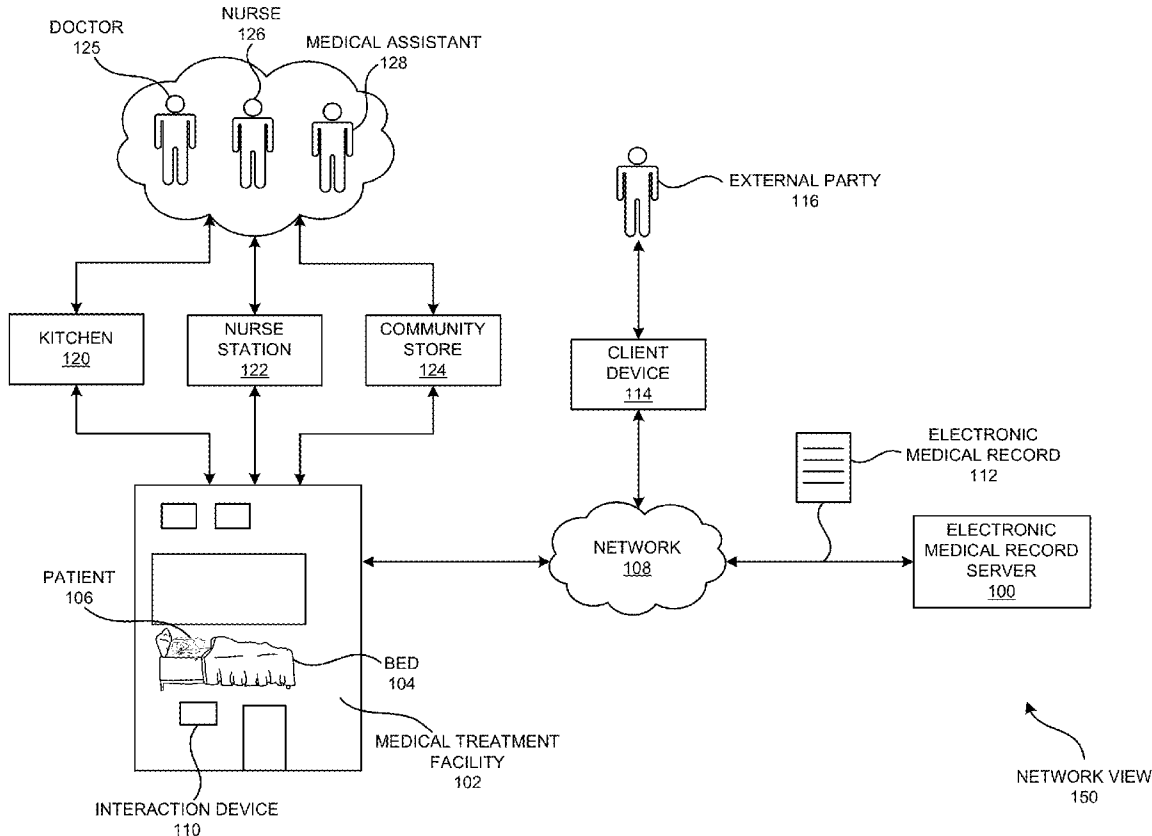 DOCTOR
125
NURSE
126
MEDICAL ASSISTANT
128
EXTERNAL PARTY
116
KITCHEN
120
NURSE
STATION
122
COMMUNITY
STORE
124
CLIENT
DEVICE
114
ELECTRONIC
MEDICAL RECORD
112
NETWORK
108
ELECTRONIC
MEDICAL RECORD
SERVER
100
PATIENT
106
BED
104
MEDICAL TREATMENT
FACILITY
102
INTERACTION DEVICE
110
NETWORK VIEW
150